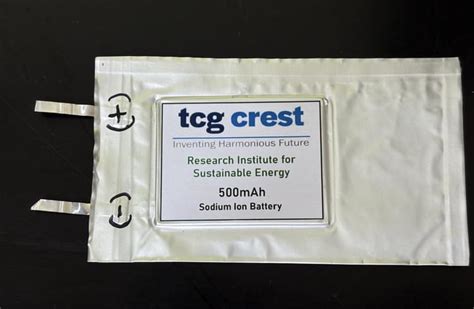 (+)
tcg crest
Inventing Harmonious Future
Research Institute for
Sustainable Energy
500mAh
Sodium Ion Battery
(-)